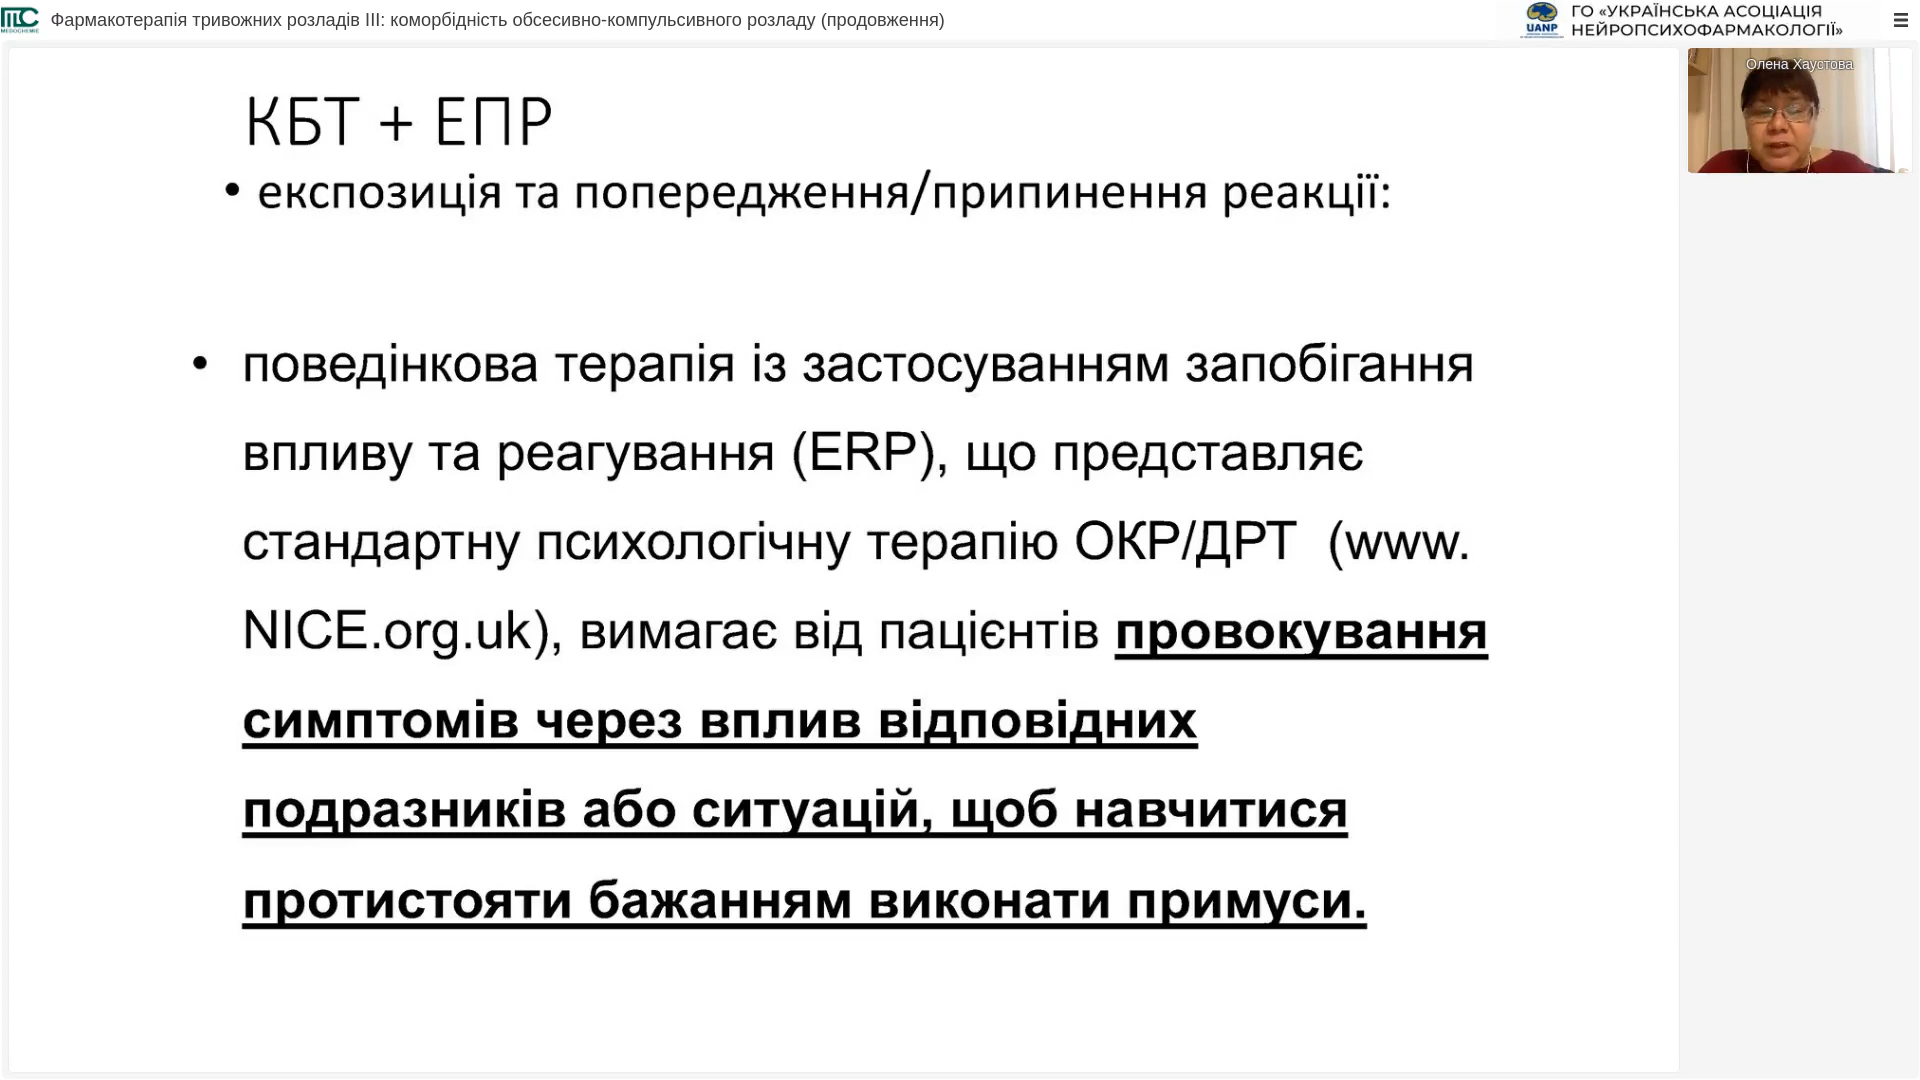 Фармакотерапія тривожних розладів III: коморбідність обсесивно-компульсивного розладу (продовження)
ГО «УКРАЇНСЬКА АСОЦІАЦІЯ
НЕЙРОПСИХОФАРМАКОЛОГІЇ»
UANP
MEDOCHEMIE
Олена Хаустова
КБТ + ЕПР
• експозиція та попередження/припинення реакції:
• поведінкова терапія із застосуванням запобігання
впливу та реагування (ERP), що представляє
стандартну психологічну терапію ОКР/ДРТ (www.
NICE.org.uk), вимагає від пацієнтів провокування
симптомів через вплив відповідних
подразників або ситуацій, щоб навчитися
протистояти бажанням виконати примуси.